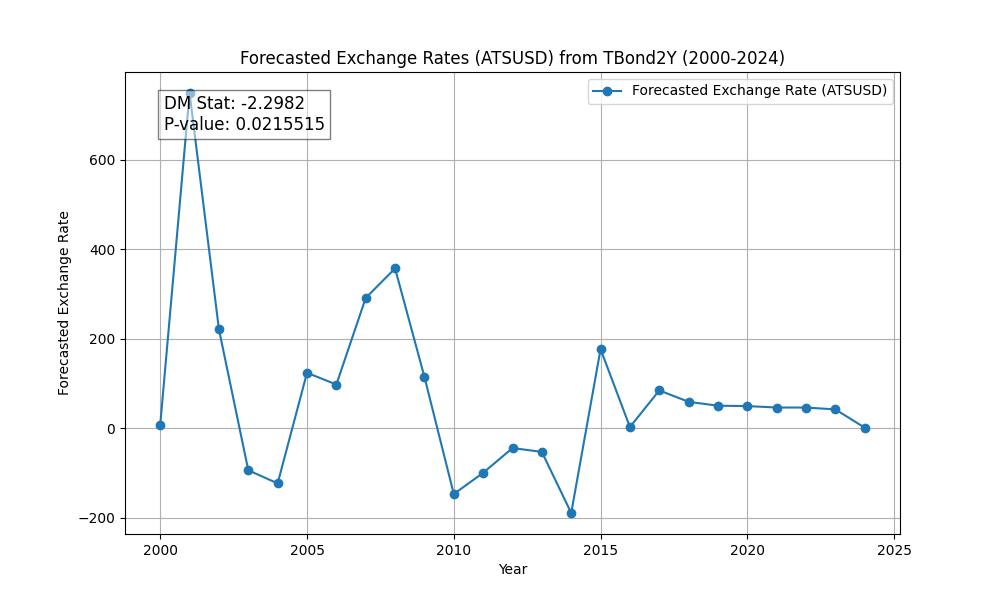 Forecasted Exchange Rates (ATSUSD) from TBond2Y (2000-2024)
DM Stat: -2.2982
P-value: 0.0215515
Forecasted Exchange Rate (ATSUSD)
Forecasted Exchange Rate
600
400
200
0
−200
2000 2005 2010 2015 2020 2025
Year